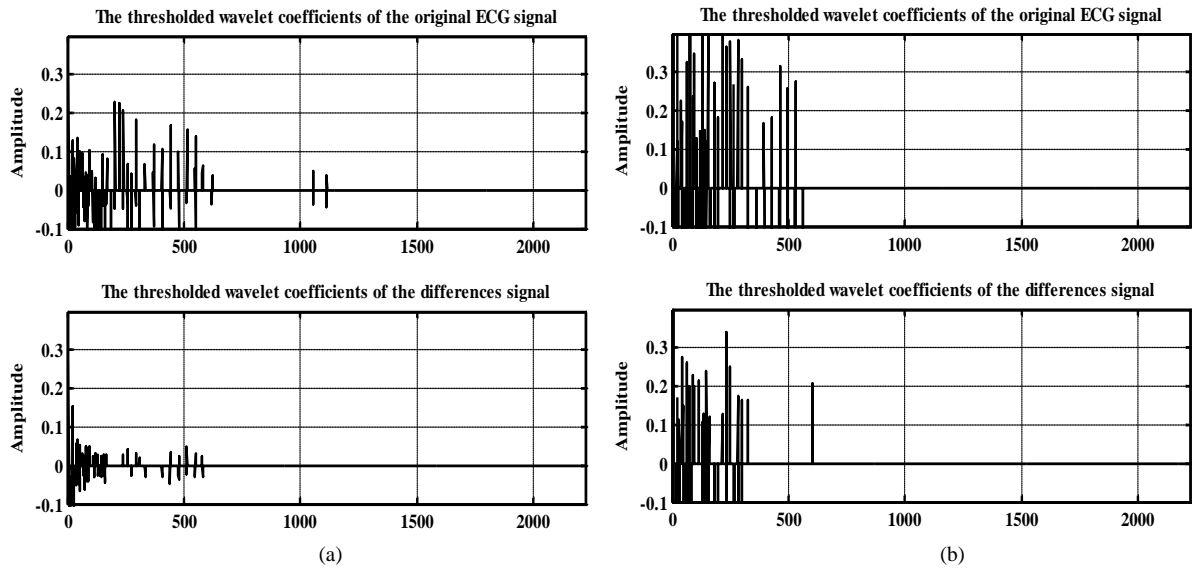 The thresholded wavelet coefficients of the original ECG signal
Amplitude
0.3
0.2
0.1
0
-0.1
0 500 1000 1500 2000
The thresholded wavelet coefficients of the differences signal
Amplitude
0.3
0.2
0.1
0
-0.1
0 500 1000 1500 2000
(a)
The thresholded wavelet coefficients of the original ECG signal
Amplitude
0.3
0.2
0.1
0
-0.1
0 500 1000 1500 2000
The thresholded wavelet coefficients of the differences signal
Amplitude
0.3
0.2
0.1
0
-0.1
0 500 1000 1500 2000
(b)